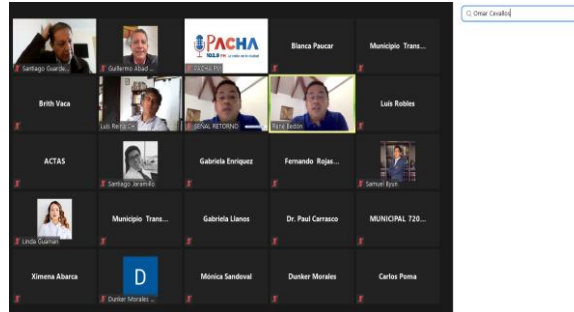 Omar Cevallos
PACHA
Blanca Paucar
Municipio Trans...
Santiago Guarde...
Guillermo Abad ...
PACHA FM
Brith Vaca
Luis Robles
SEÑAL RETORNO
René Bedón
ACTAS
Gabriela Enriquez
Fernando Rojas...
Santiago Jaramillo
Samuel Byun
Municipio Trans...
Gabriela Llanos
Dr. Paul Carrasco
MUNICIPAL 720...
Linda Guaman
Ximena Abarca
D
Mónica Sandoval
Dunker Morales
Carlos Poma
Dunker Morales ...